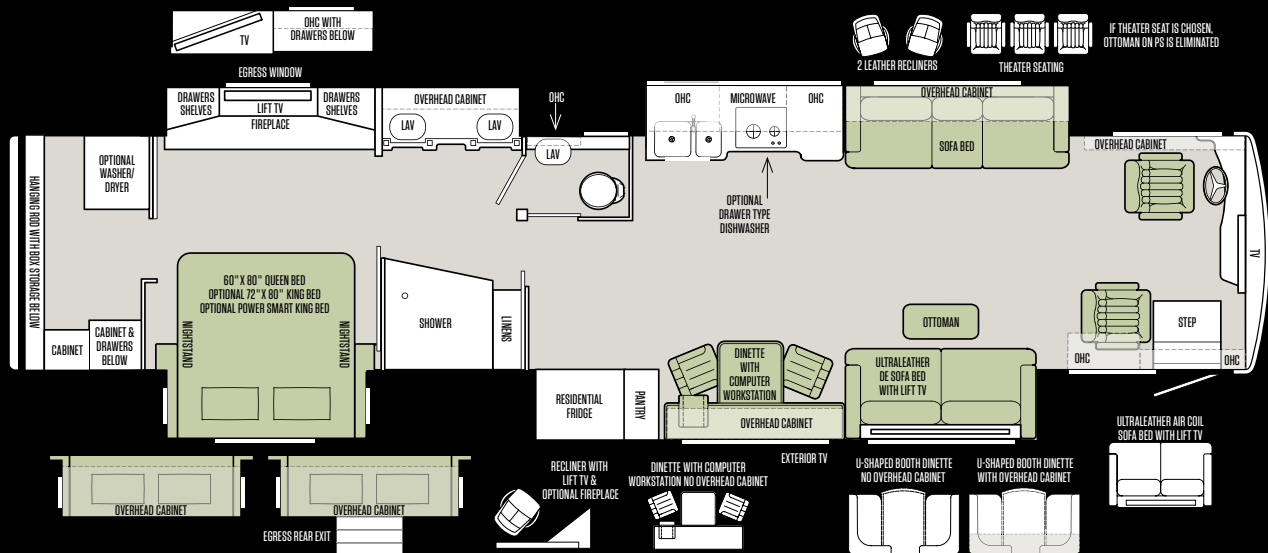 OHC WITH
DRAWERS BELOW
TV
2 LEATHER RECLINERS
THEATER SEATING
IF THEATER SEAT IS CHOSEN,
OTTOMAN ON PS IS ELIMINATED
EGRESS WINDOW
DRAWERS
SHELVES
LIFT TV
FIREPLACE
DRAWERS
SHELVES
OVERHEAD CABINET
LAV
LAV
OHC
LAV
OHC
MICROWAVE
OHC
OVERHEAD CABINET
SOFA BED
OVERHEAD CABINET
OPTIONAL
WASHER/
DRYER
HANGING ROD WITH BOX STORAGE BELOW
OPTIONAL
DRAWER TYPE
DISHWASHER
TV
60" X 80" QUEEN BED
OPTIONAL 72" X 80" KING BED
OPTIONAL POWER SMART KING BED
NIGHTSTAND
NIGHTSTAND
CABINET
CABINET &
DRAWERS
BELOW
SHOWER
LINENS
OTTOMAN
STEP
OHC
OHC
DINETTE
WITH
COMPUTER
WORKSTATION
ULTRALEATHER
DE SOFA BED
WITH LIFT TV
RESIDENTIAL
FRIDGE
PANTRY
OVERHEAD CABINET
EXTERIOR TV
ULTRALEATHER AIR COIL
SOFA BED WITH LIFT TV
OVERHEAD CABINET
OVERHEAD CABINET
EGRESS REAR EXIT
RECLINER WITH
LIFT TV &
OPTIONAL FIREPLACE
DINETTE WITH COMPUTER
WORKSTATION NO OVERHEAD CABINET
U-SHAPED BOOTH DINETTE
NO OVERHEAD CABINET
U-SHAPED BOOTH DINETTE
WITH OVERHEAD CABINET